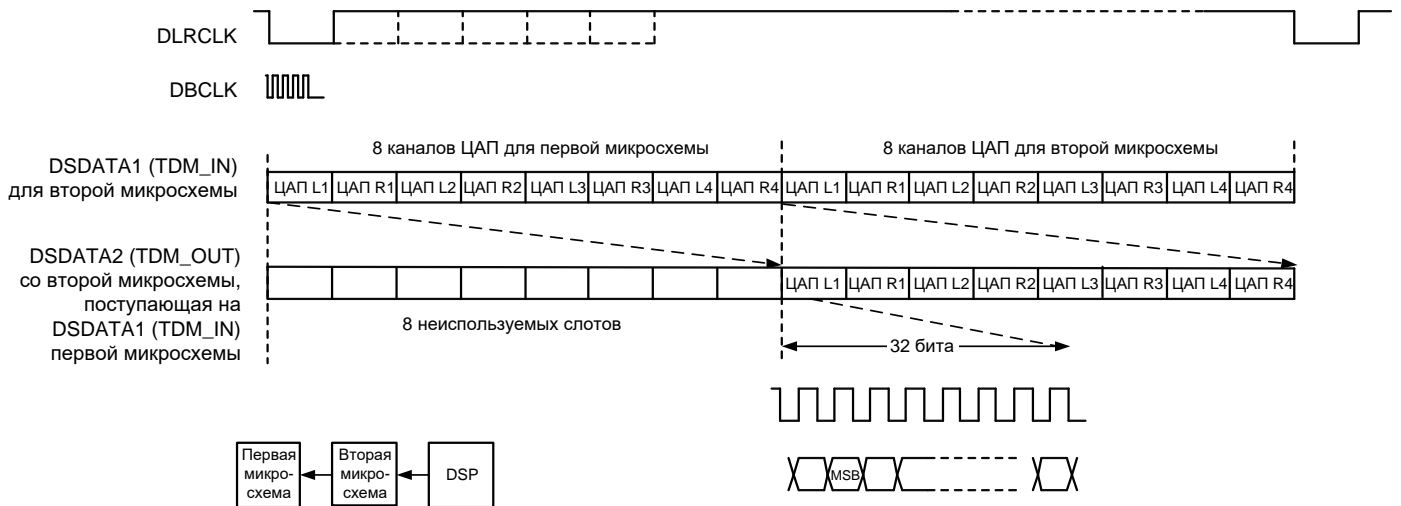 DLRCLK
DBCLK
8 каналов ЦАП для первой микросхемы
8 каналов ЦАП для второй микросхемы
DSDATA1 (TDM_IN)
для второй микросхемы
ЦАП L1 ЦАП R1 ЦАП L2 ЦАП R2 ЦАП L3 ЦАП R3 ЦАП L4 ЦАП R4 ЦАП L1 ЦАП R1 ЦАП L2 ЦАП R2 ЦАП L3 ЦАП R3 ЦАП L4 ЦАП R4
DSDATA2 (TDM_OUT)
со второй микросхемы,
поступающая на
DSDATA1 (TDM_IN)
первой микросхемы
ЦАП L1 ЦАП R1 ЦАП L2 ЦАП R2 ЦАП L3 ЦАП R3 ЦАП L4 ЦАП R4
8 неиспользуемых слотов
32 бита
Первая
микро-
схема
Вторая
микро-
схема
DSP
MSB